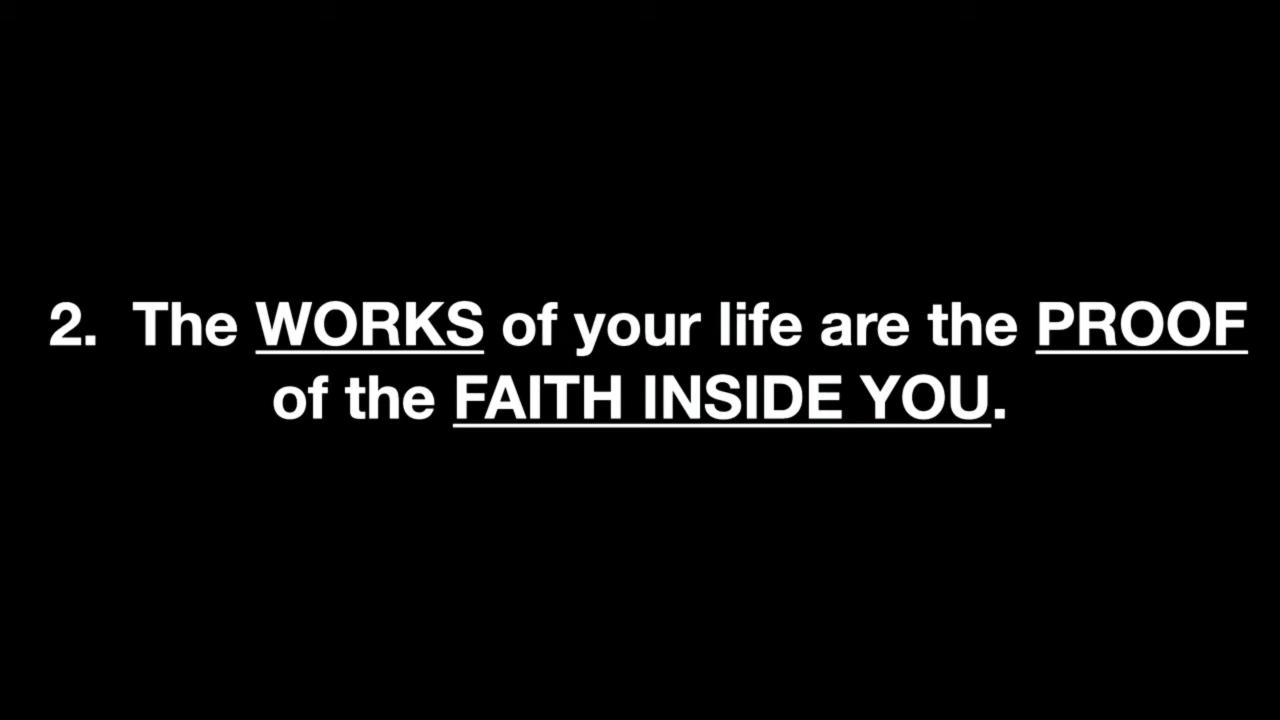 2.  The WORKS of your life are the PROOF
of the FAITH INSIDE YOU.